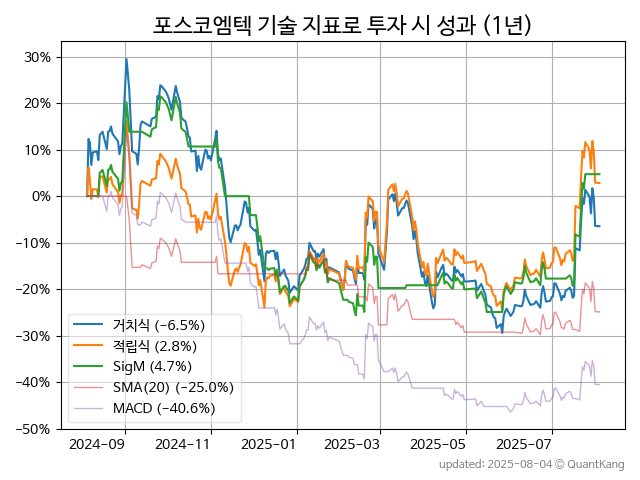 포스코엠텍 기술 지표로 투자 시 성과 (1년)
30%
20%
10%
0%
−10%
−20%
−30%
−40%
−50%
거치식 (−6.5%)
적립식 (2.8%)
SigM (4.7%)
SMA(20) (−25.0%)
MACD (−40.6%)
2024−09
2024−11
2025−01
2025−03
2025−05
2025−07
updated: 2025-08-04 © QuantKang